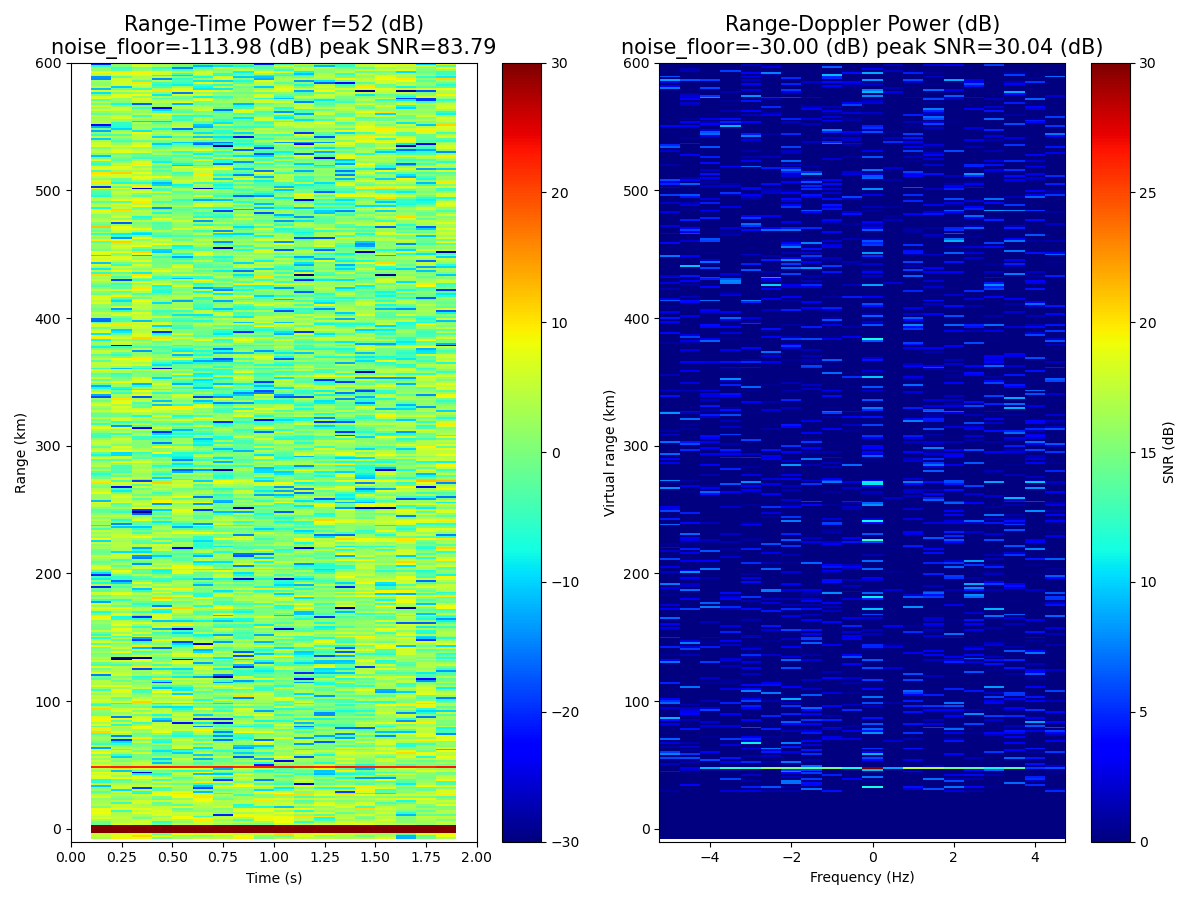 Range-Time Power f=52 (dB)
noise_floor=-113.98 (dB) peak SNR=83.79
600
500
400
300
200
100
0
Range (km)
0.00 0.25 0.50 0.75 1.00 1.25 1.50 1.75 2.00
Time (s)
30
20
10
0
−10
−20
−30
Range-Doppler Power (dB)
noise_floor=-30.00 (dB) peak SNR=30.04 (dB)
600
500
400
300
200
100
0
Virtual range (km)
−4 −2 0 2 4
Frequency (Hz)
30
25
20
15
10
5
0
SNR (dB)